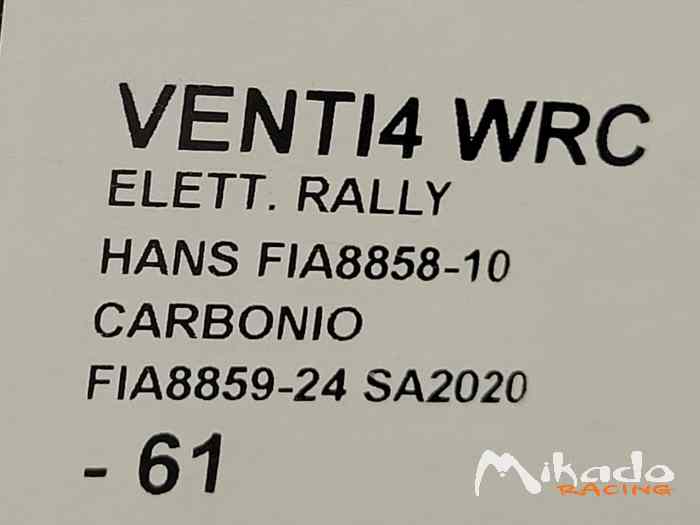 VENTI4 WRC
ELETT. RALLY
HANS FIA8858-10
CARBONIO
FIA8859-24 SA2020
- 61
Mikado
RACING